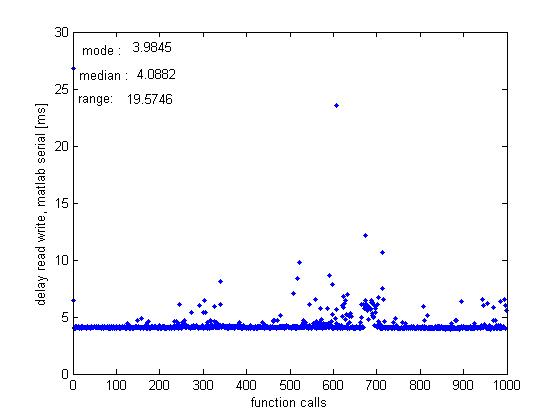 30
mode : 3.9845
median : 4.0882
range: 19.5746
25
20
15
10
5
0
delay read write, matlab serial [ms]
0 100 200 300 400 500 600 700 800 900 1000
function calls